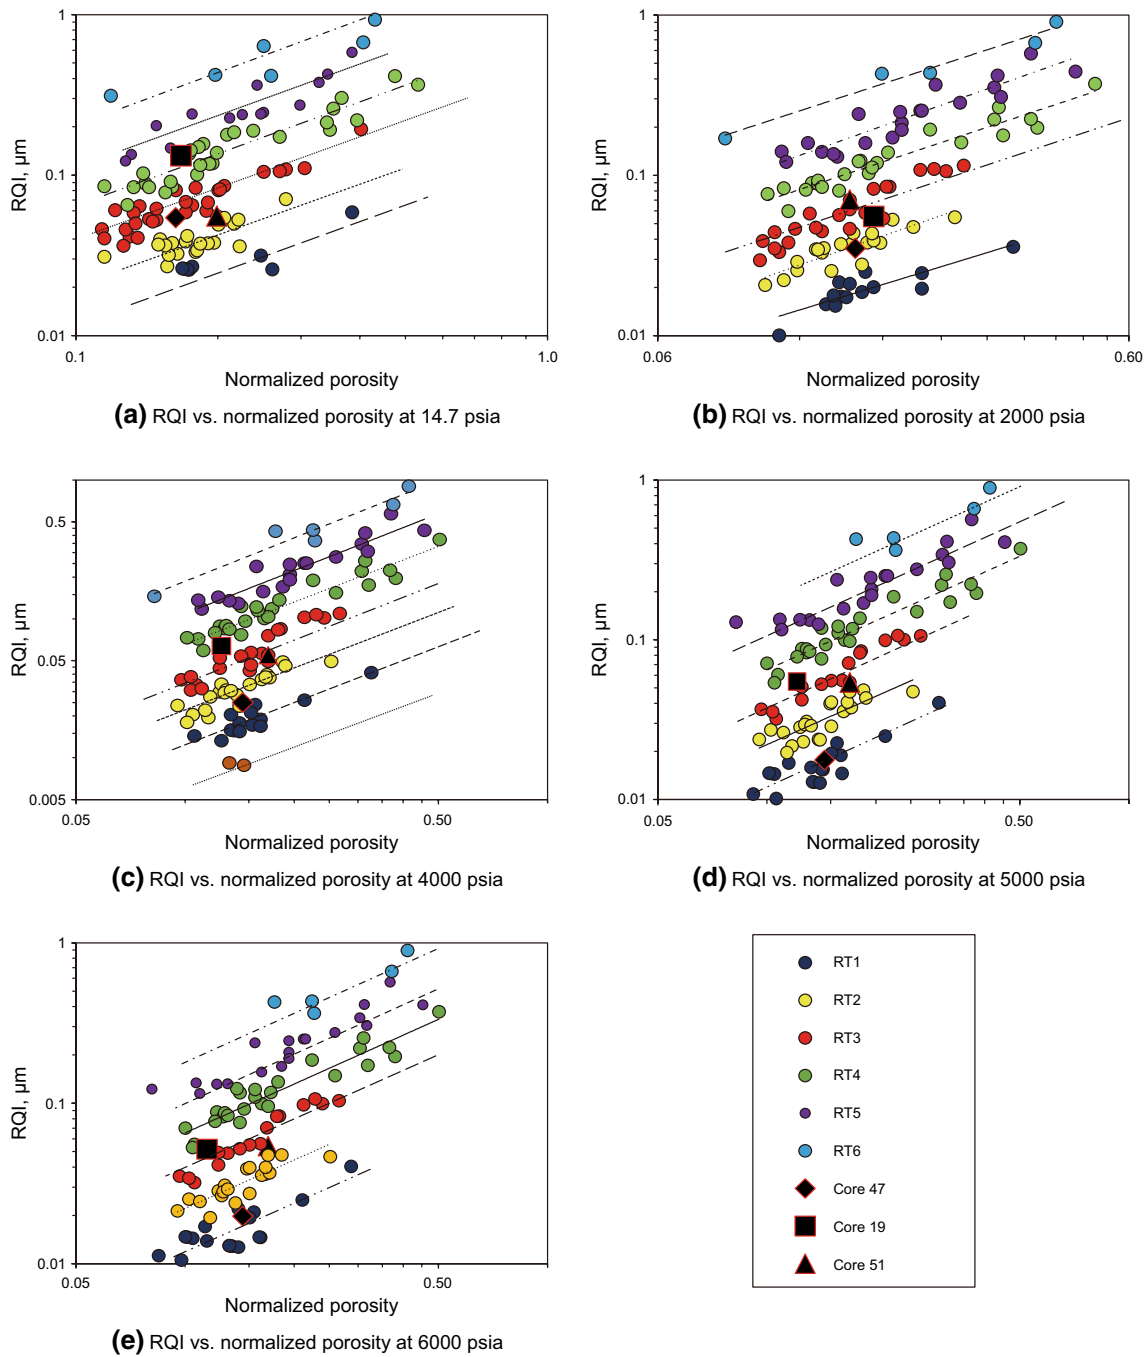 1
0.1
0.01
RQI, μm
0.1
1.0
Normalized porosity
(a) RQI vs. normalized porosity at 14.7 psia
1
0.1
0.01
RQI, μm
0.06
0.60
Normalized porosity
(b) RQI vs. normalized porosity at 2000 psia
0.5
0.05
0.005
RQI, μm
0.05
0.50
Normalized porosity
(c) RQI vs. normalized porosity at 4000 psia
1
0.1
0.01
RQI, μm
0.05
0.50
Normalized porosity
(d) RQI vs. normalized porosity at 5000 psia
1
0.1
0.01
RQI, μm
0.05
0.50
Normalized porosity
(e) RQI vs. normalized porosity at 6000 psia
RT1
RT2
RT3
RT4
RT5
RT6
Core 47
Core 19
Core 51